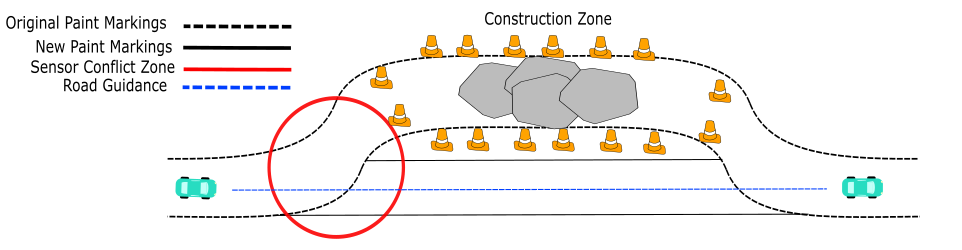 Construction Zone
Original Paint Markings
New Paint Markings
Sensor Conflict Zone
Road Guidance